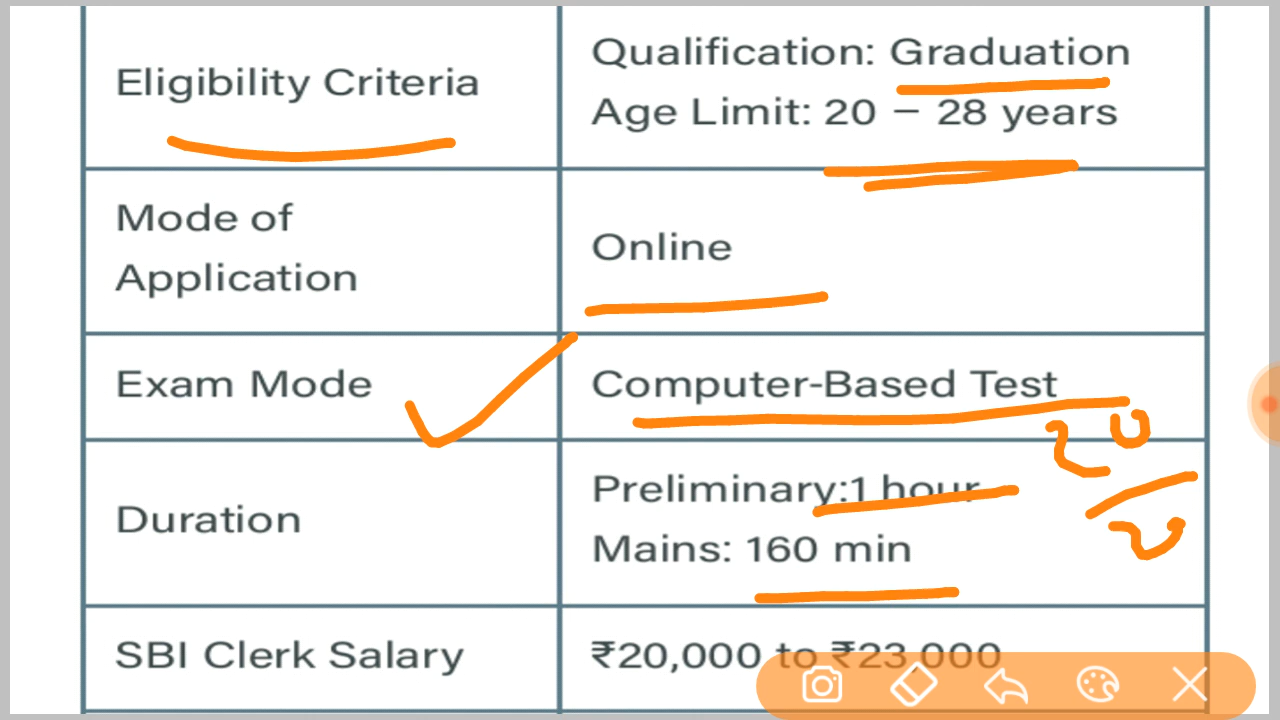 Eligibility Criteria
Qualification: Graduation
Age Limit: 20 – 28 years
Mode of
Application
Online
Exam Mode
Computer-Based Test
Duration
Preliminary:1 hour
Mains: 160 min
SBI Clerk Salary
₹20,000 to ₹23,000